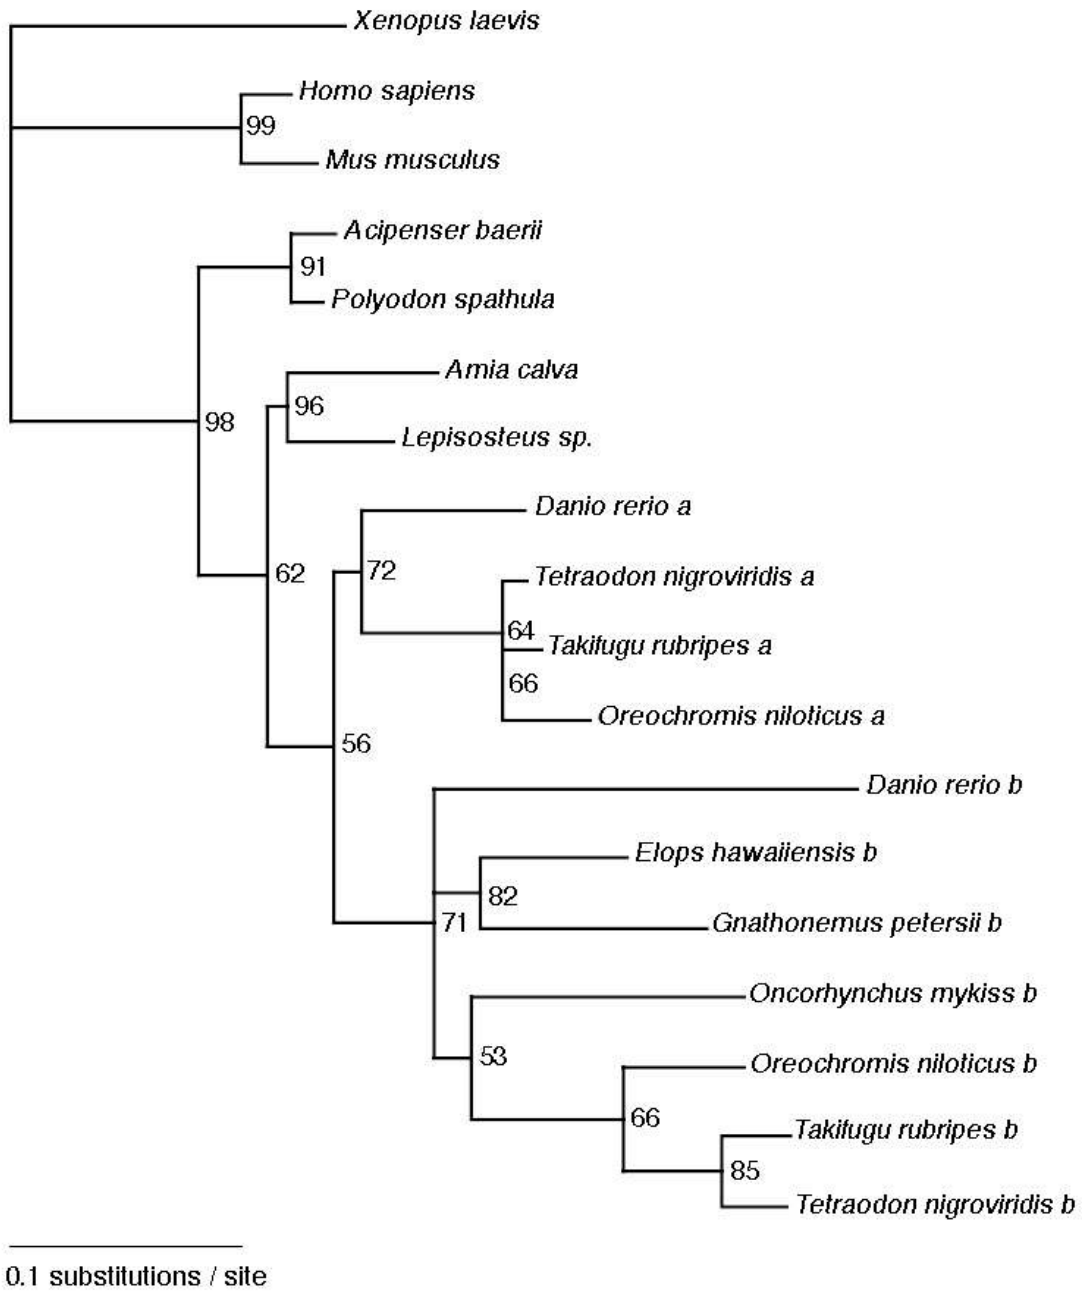 Xenopus laevis
Homo sapiens
99
Mus musculus
Acipenser baerii
91
Polyodon spathula
Amia calva
96
98
Lepisosteus sp.
Danio rerio a
72
62
Tetraodon nigroviridis a
64
Takifugu rubripes a
66
Oreochromis niloticus a
56
Danio rerio b
Elops hawaiiensis b
82
71
Gnathonemus petersii b
Oncorhynchus mykiss b
53
Oreochromis niloticus b
66
Takifugu rubripes b
85
Tetraodon nigroviridis b
0.1 substitutions / site